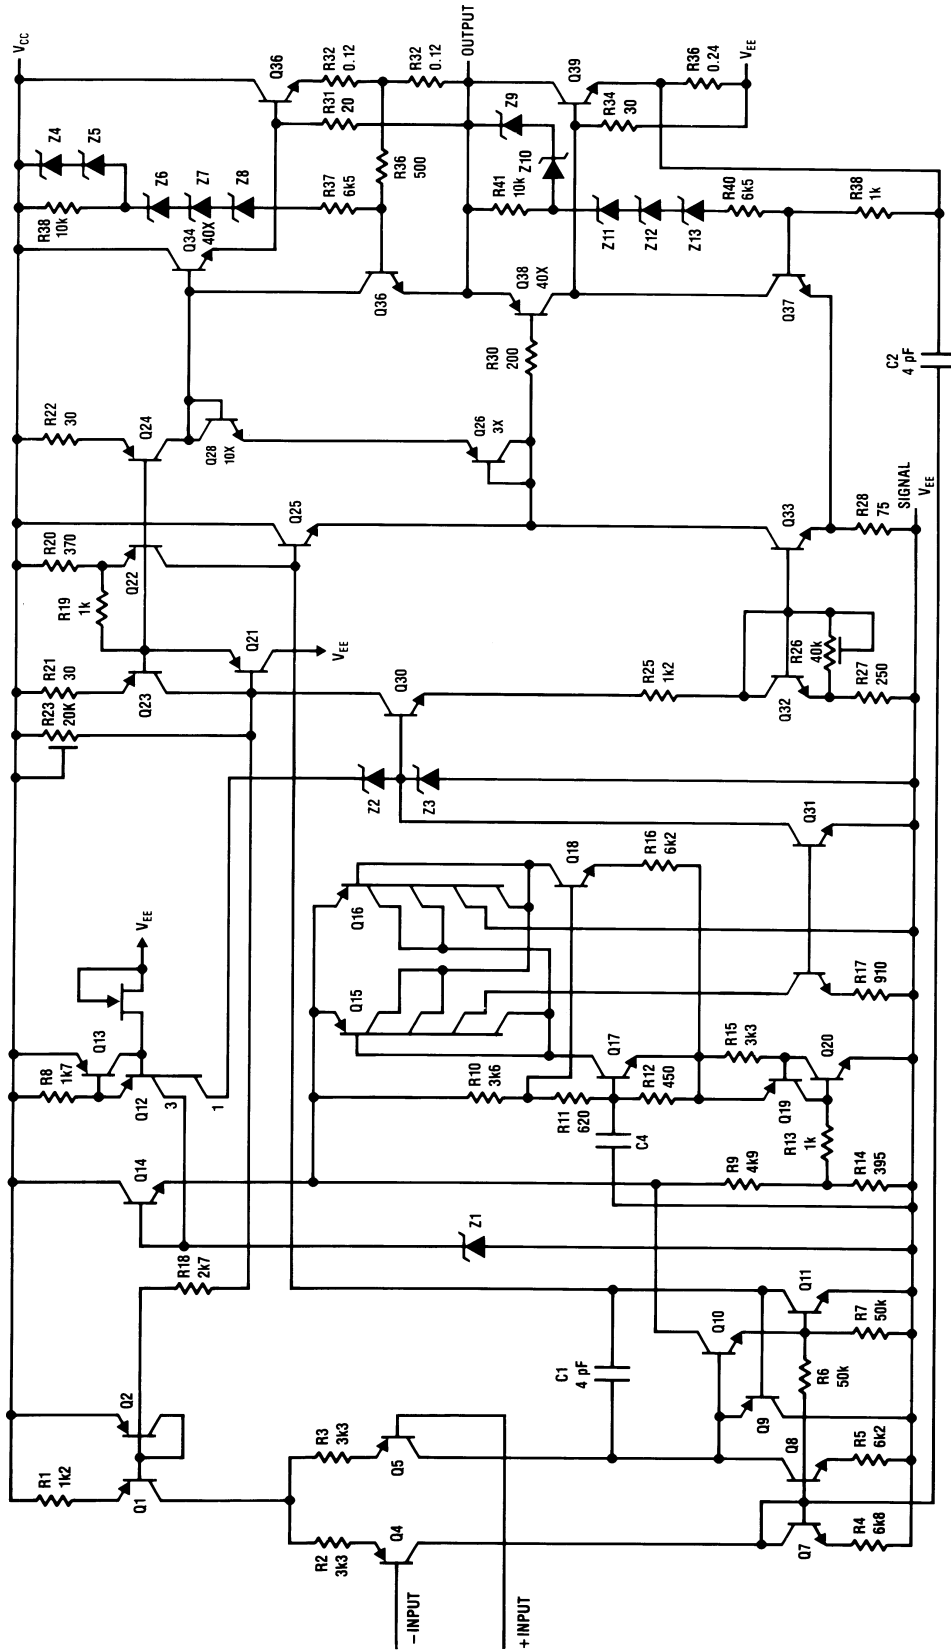 V_CC
R1
1k2
Q1
Q2
R18
2k7
Q14
R8
1k7
Q13
Q12
3
1
V_EE
R23
20K
R21
30
Q23
R19
1k
R20
370
Q22
Q21
V_EE
R22
30
Q24
Q28
10X
Q25
Q26
3X
R30
200
R38
10k
Z4
Z5
Z6
Z7
Z8
Q34
40X
Q36
R31
20
R32
0.12
R32
0.12
R37
6k5
R36
500
Q36
OUTPUT
Q38
40X
R41
10k
Z9
Z10
Q39
Z11
Z12
Z13
R34
30
R36
0.24
V_EE
R40
6k5
Q37
R38
1k
C2
4 pF
R2
3k3
R3
3k3
Q4
Q5
– INPUT
+ INPUT
C1
4 pF
Z1
Q10
Q9
Q8
Q7
R4
6k8
R5
6k2
R6
50k
R7
50k
Q11
R9
4k9
R13
1k
R14
395
C4
R10
3k6
R11
620
R12
450
Q15
Q16
Q17
Q18
R16
6k2
R15
3k3
Q19
Q20
R17
910
Q31
Z2
Z3
Q30
R25
1k2
Q32
R26
40k
R27
250
Q33
R28
75
SIGNAL
V_EE